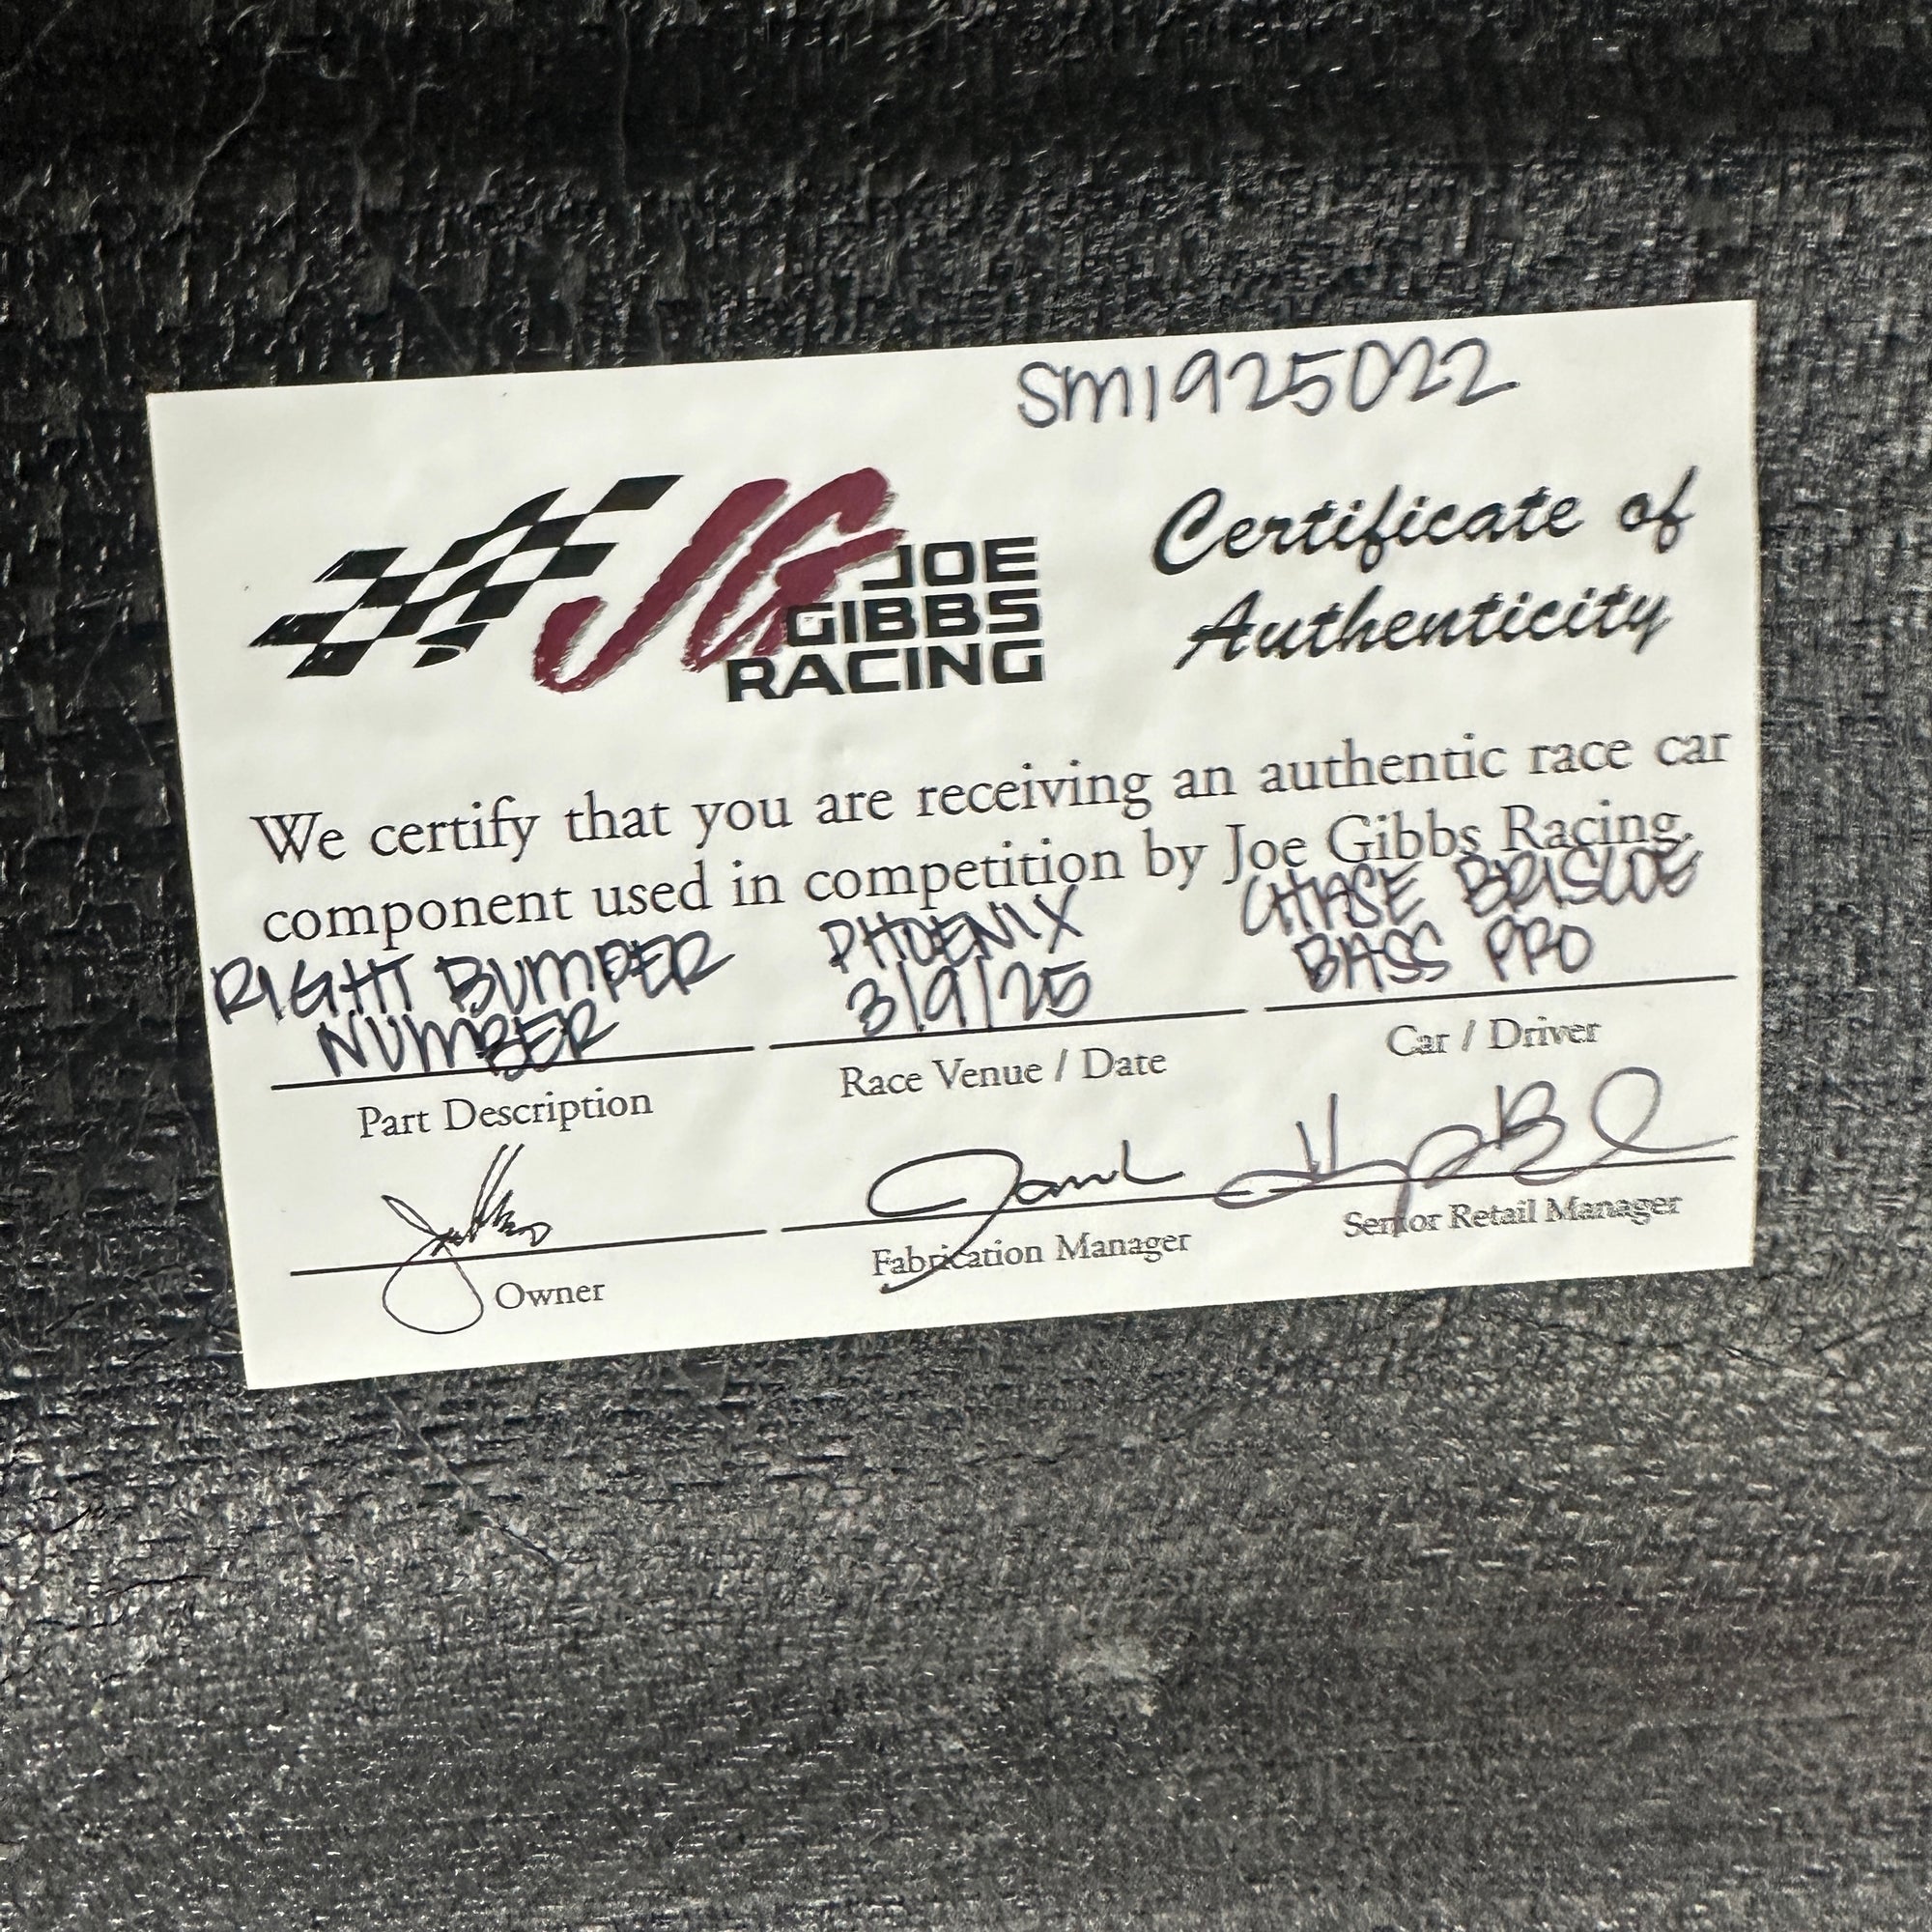 SM1925022
JG
JOE
GIBBS
RACING
Certificate of
Authenticity
We certify that you are receiving an authentic race car
component used in competition by Joe Gibbs Racing.
RIGHT BUMPER
NUMBER
Part Description
PHOENIX
3/9/25
Race Venue / Date
CHASE BRISCOE
BASS PRO
Car / Driver
Owner
Fabrication Manager
Senior Retail Manager